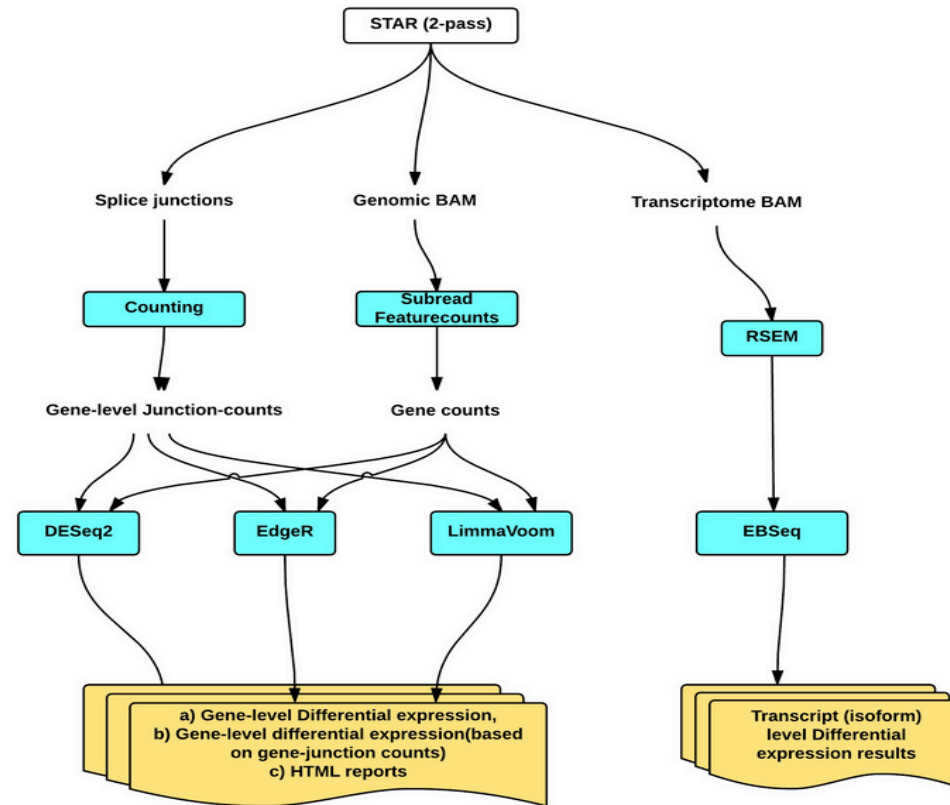 STAR (2-pass)
Splice junctions
Genomic BAM
Transcriptome BAM
Counting
Subread
Featurecounts
RSEM
Gene-level Junction-counts
Gene counts
DESeq2
EdgeR
LimmaVoom
EBSeq
a) Gene-level Differential expression,
b) Gene-level differential expression(based
on gene-junction counts)
c) HTML reports
Transcript (isoform)
level Differential
expression results